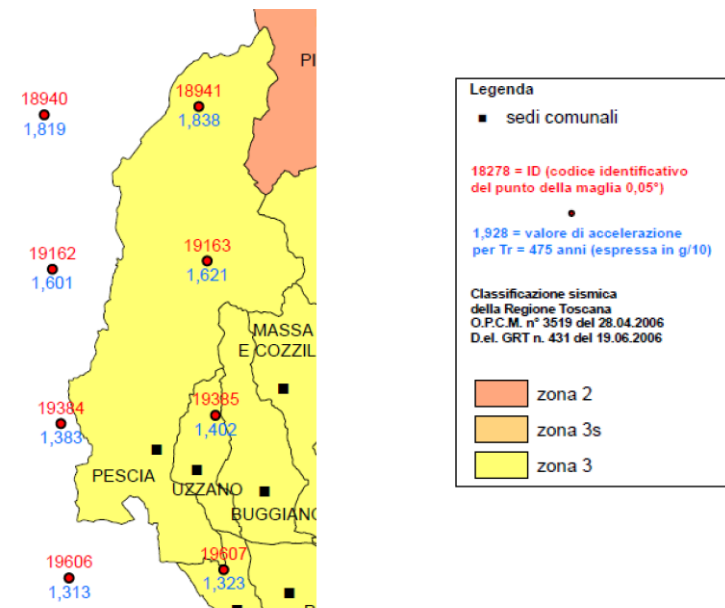 PI
18941
1,838
18940
1,819
19162
1,601
19163
1,621
MASSA
E COZZIL
19384
1,383
19385
1,402
PESCIA
UZZANO
BUGGIANO
19606
1,313
19607
1,323
Legenda
sedi comunali
18278 = ID (codice identificativo
del punto della maglia 0,05°)
1,928 = valore di accelerazione
per Tr = 475 anni (espressa in g/10)
Classificazione sismica
della Regione Toscana
O.P.C.M. n° 3519 del 28.04.2006
D.el. GRT n. 431 del 19.06.2006
zona 2
zona 3s
zona 3